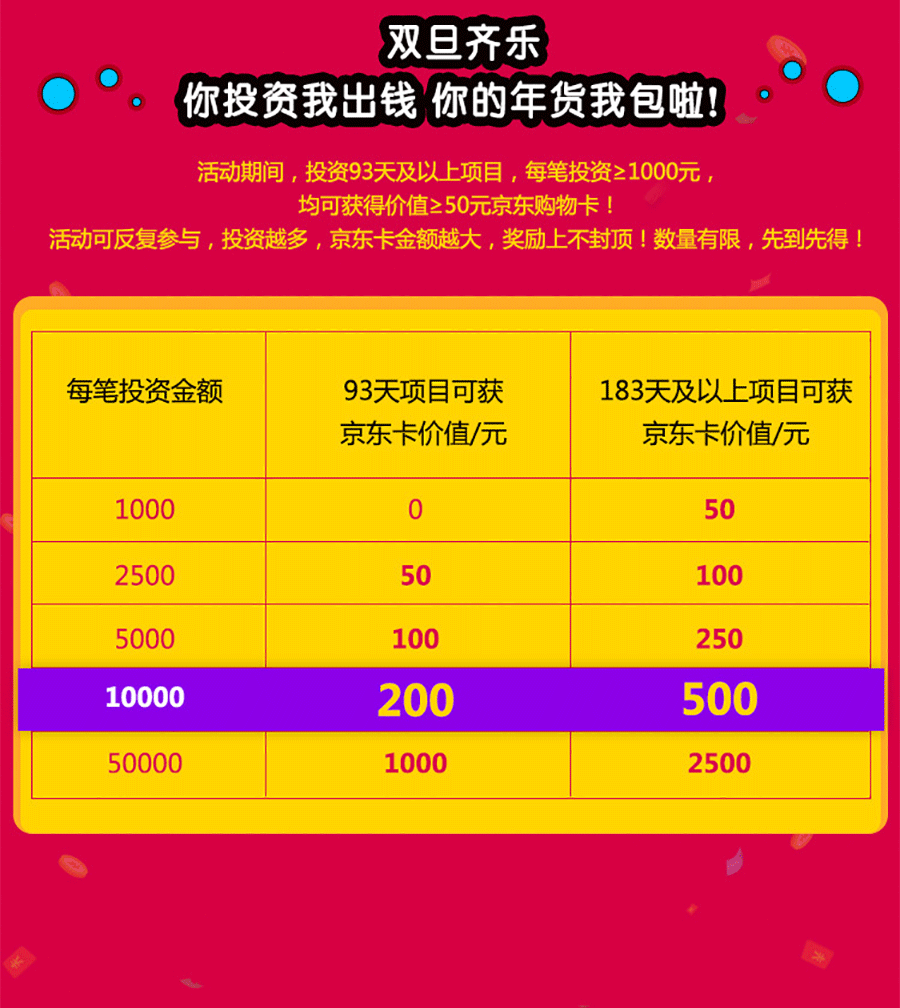 双旦齐乐
你投资我出钱 你的年货我包啦!
活动期间，投资93天及以上项目，每笔投资≥1000元，
均可获得价值≥50元京东购物卡！
活动可反复参与，投资越多，京东卡金额越大，奖励上不封顶！数量有限，先到先得！
每笔投资金额 93天项目可获 183天及以上项目可获
京东卡价值/元 京东卡价值/元
1000 0 50
2500 50 100
5000 100 250
10000 200 500
50000 1000 2500